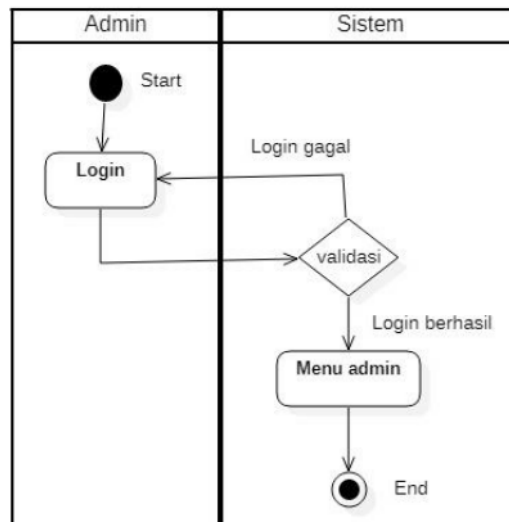 Admin
Sistem
Start
Login gagal
Login
validasi
Login berhasil
Menu admin
End